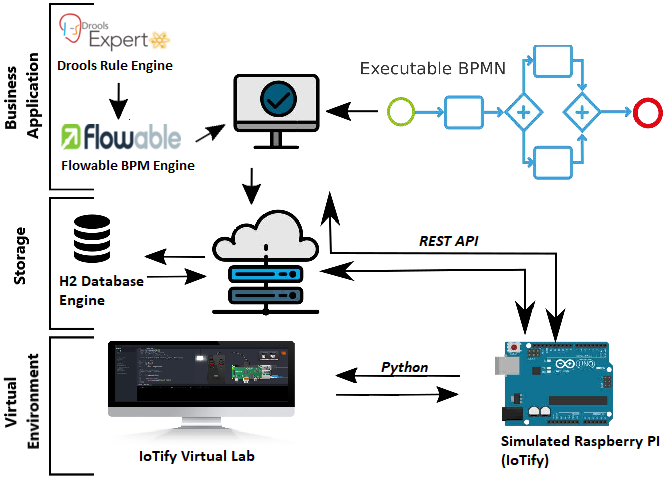 Business
Application
Drools
Expert
Drools Rule Engine
Flowable
Flowable BPM Engine
Executable BPMN
Storage
H2 Database
Engine
REST API
Virtual
Environment
IoTify Virtual Lab
Python
UNO
Simulated Raspberry PI
(IoTify)